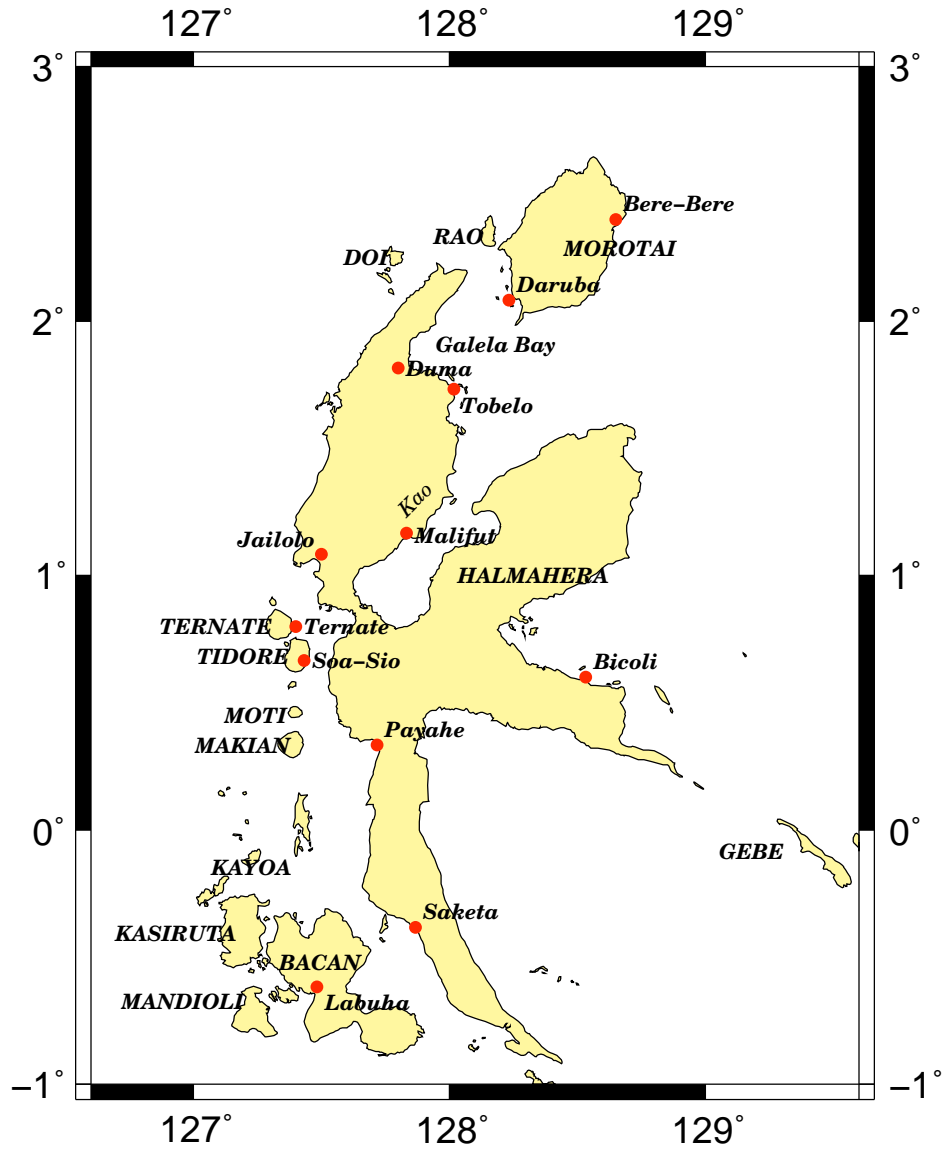 127° 128° 129°
3° 3°
Bere-Bere
RAO
MOROTAI
DOI
Daruba
2° 2°
Galela Bay
Duma
Tobelo
Kao
Jailolo Malifut
1° HALMAHERA 1°
TERNATE Ternate
TIDORE Soa-Sio Bicoli
MOTI
Payahe
MAKIAN
0° 0°
GEBE
KAYOA
Saketa
KASIRUTA
BACAN
MANDIOLI Labuha
−1° −1°
127° 128° 129°